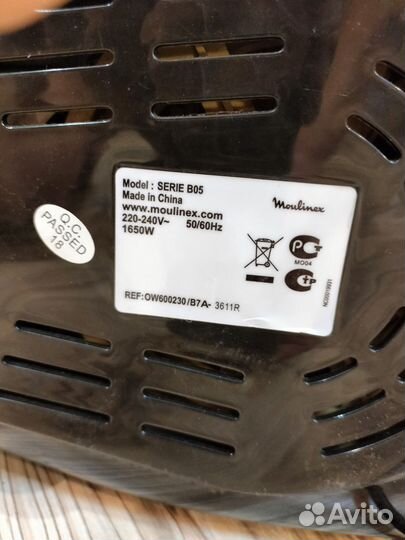 Model : SERIE B05
Made in China
www.moulinex.com
220-240V~ 50/60Hz
1650W
Moulinex
МО04
REF:OW600230/B7A- 3611R
Q.C.
PASSED
18
Avito